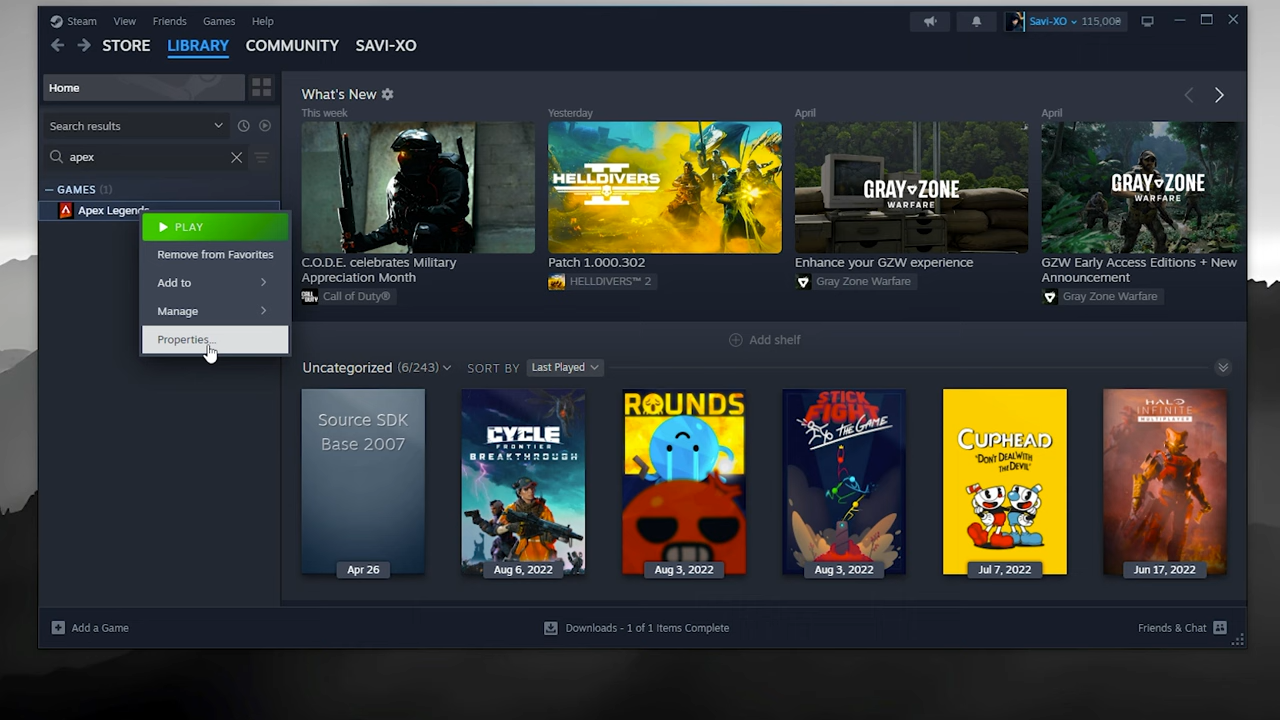 Steam View Friends Games Help
Savi-XO 115,00₴
STORE LIBRARY COMMUNITY SAVI-XO
Home
Search results
apex
GAMES (1)
Apex Legends
PLAY
Remove from Favorites
Add to
Manage
Properties...
What's New
This week
Yesterday
April
April
HELLDIVERS
II
GRAY ZONE
WARFARE
GRAY ZONE
WARFARE
C.O.D.E. celebrates Military
Appreciation Month
CALL OF DUTY
Call of Duty®
Patch 1.000.302
HELLDIVERS™ 2
Enhance your GZW experience
Gray Zone Warfare
GZW Early Access Editions + New
Announcement
Gray Zone Warfare
Add shelf
Uncategorized (6/243) SORT BY Last Played
Source SDK
Base 2007
Apr 26
CYCLE
FRONTIER
BREAKTHROUGH
Aug 6, 2022
ROUNDS
Aug 3, 2022
STICK
FIGHT
THE GAME
Aug 3, 2022
CUPHEAD
"DON'T DEAL WITH
THE DEVIL"
Jul 7, 2022
HALO
INFINITE
MULTIPLAYER
Jun 17, 2022
Add a Game
Downloads - 1 of 1 Items Complete
Friends & Chat